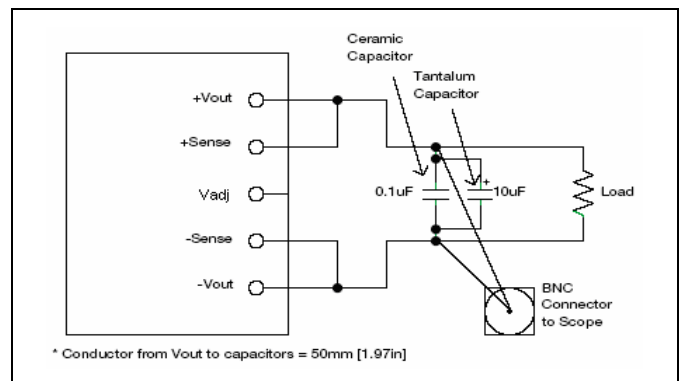 Ceramic
Capacitor
Tantalum
Capacitor
+Vout
+Sense
Vadj
-Sense
-Vout
0.1uF
+
10uF
Load
BNC
Connector
to Scope
* Conductor from Vout to capacitors = 50mm [1.97in]